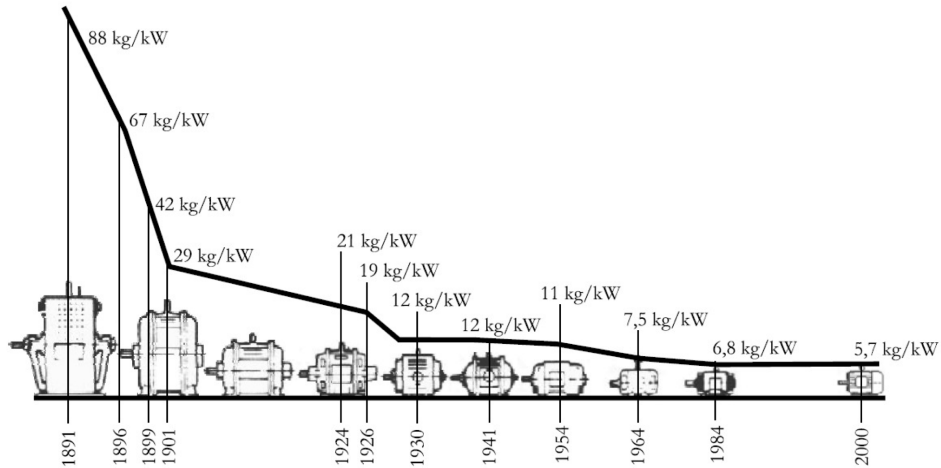 88 kg/kW
67 kg/kW
42 kg/kW
29 kg/kW
21 kg/kW
19 kg/kW
12 kg/kW
12 kg/kW
11 kg/kW
7,5 kg/kW
6,8 kg/kW
5,7 kg/kW
1891
1896
1899
1901
1924
1926
1930
1941
1954
1964
1984
2000